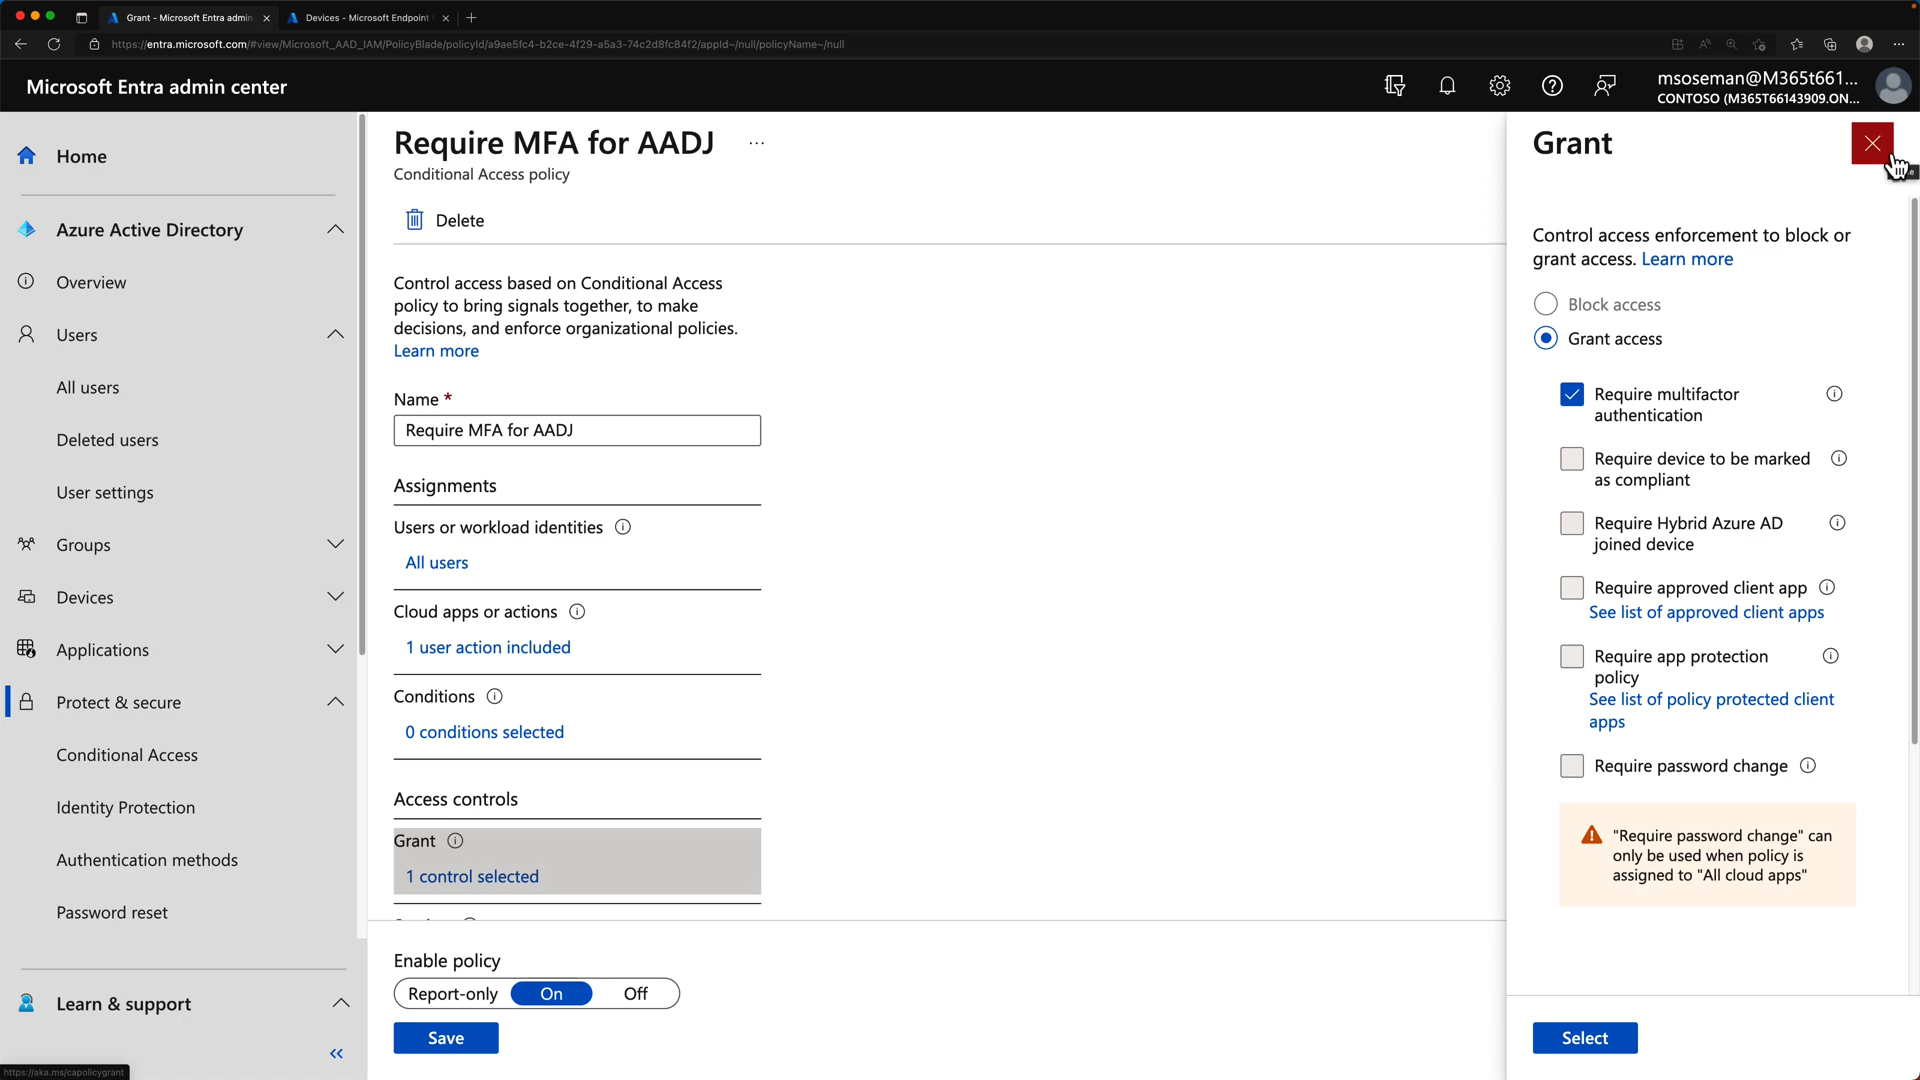 Grant - Microsoft Entra admin
Devices - Microsoft Endpoint
https://entra.microsoft.com/#view/Microsoft_AAD_IAM/PolicyBlade/policyId/a9ae5fc4-b2ce-4f29-a5a3-74c2d8fc84f2/appId~/null/policyName~/null
Microsoft Entra admin center
msoseman@M365t661...
CONTOSO (M365T66143909.ON...
Home
Azure Active Directory
Overview
Users
All users
Deleted users
User settings
Groups
Devices
Applications
Protect & secure
Conditional Access
Identity Protection
Authentication methods
Password reset
Learn & support
https://aka.ms/capolicygrant
Require MFA for AADJ
...
Conditional Access policy
Delete
Control access based on Conditional Access
policy to bring signals together, to make
decisions, and enforce organizational policies.
Learn more
Name *
Require MFA for AADJ
Assignments
Users or workload identities
All users
Cloud apps or actions
1 user action included
Conditions
0 conditions selected
Access controls
Grant
1 control selected
Enable policy
Report-only On Off
Save
Grant
Control access enforcement to block or
grant access. Learn more
Block access
Grant access
Require multifactor
authentication
Require device to be marked
as compliant
Require Hybrid Azure AD
joined device
Require approved client app
See list of approved client apps
Require app protection
policy
See list of policy protected client
apps
Require password change
"Require password change" can
only be used when policy is
assigned to "All cloud apps"
Select